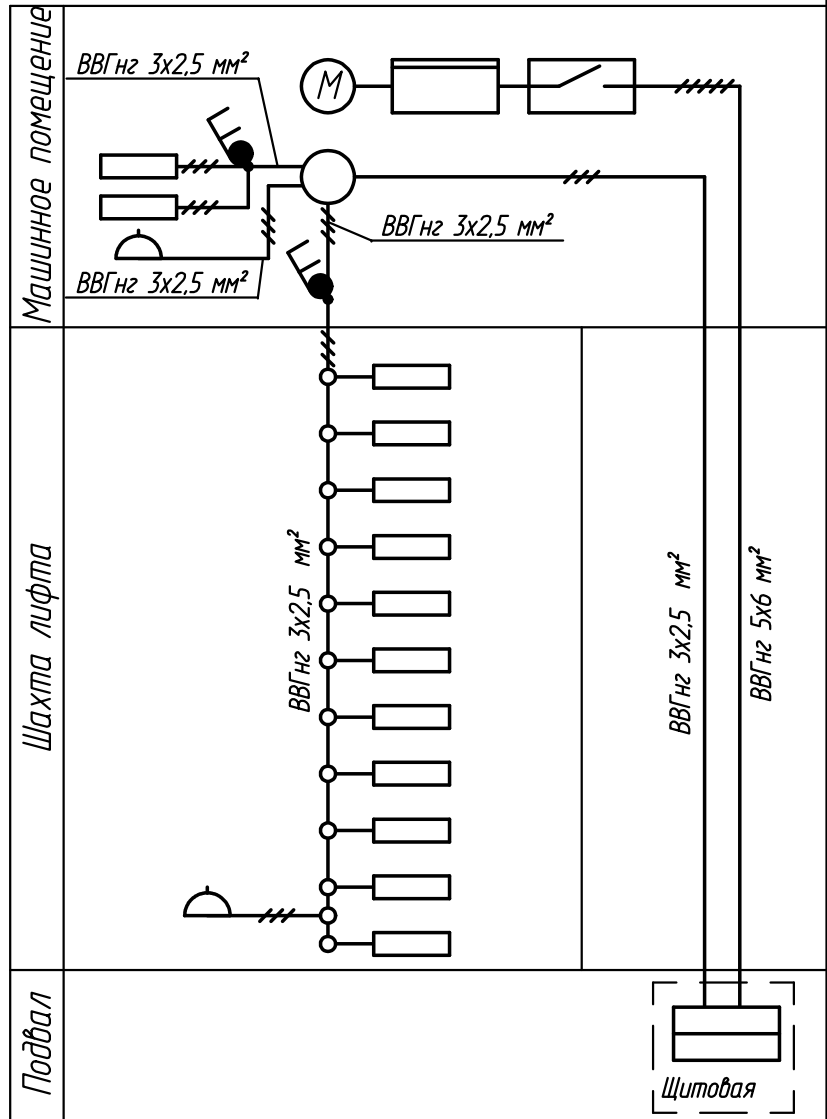 Машинное помещение
ВВГнг 3х2,5 мм²
М
ВВГнг 3х2,5 мм²
ВВГнг 3х2,5 мм²
Шахта лифта
ВВГнг 3х2,5 мм²
ВВГнг 3х2,5 мм²
ВВГнг 5х6 мм²
Подвал
Щитовая